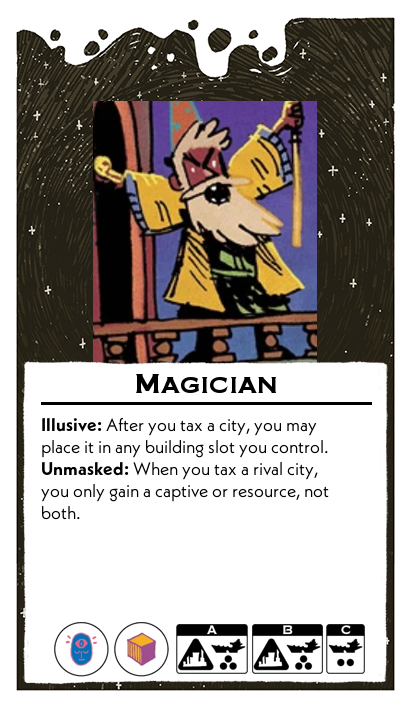 MAGICIAN
Illusive: After you tax a city, you may
place it in any building slot you control.
Unmasked: When you tax a rival city,
you only gain a captive or resource, not
both.
A
B
C